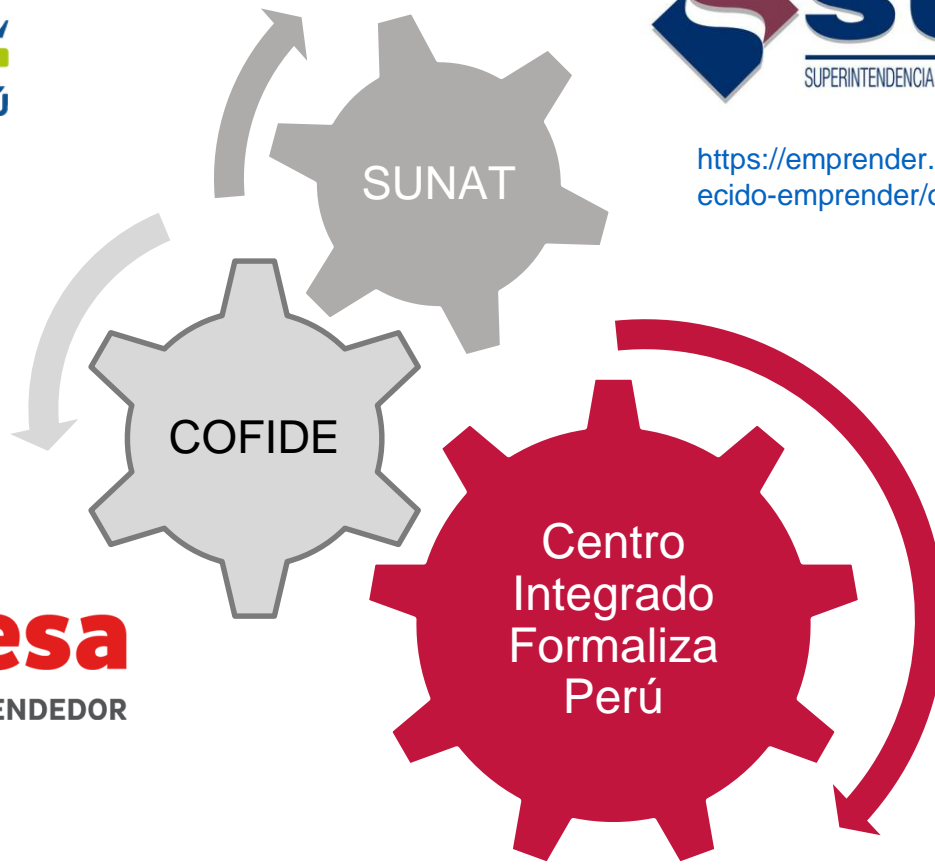 SUPERINTENDENCIA
SUNAT
https://emprender.
ecido-emprender/
COFIDE
Centro
Integrado
Formaliza
Perú
esa
ENDEDOR